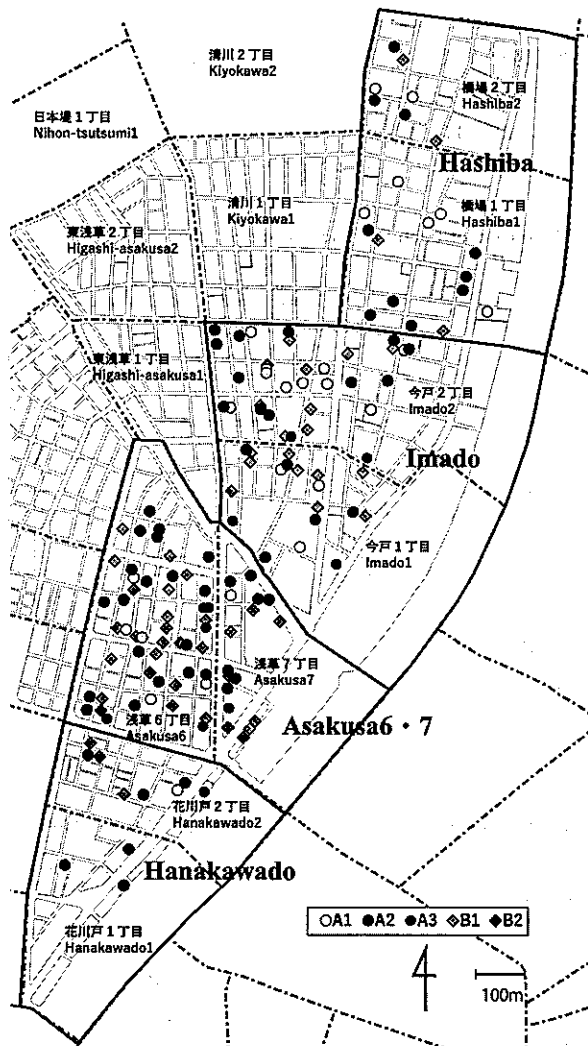 清川2丁目
Kiyokawa2
日本堤1丁目
Nihon-tsutsumi1
橋場2丁目
Hashiba2
Hashiba
橋場1丁目
Hashiba1
清川1丁目
Kiyokawa1
東浅草2丁目
Higashi-asakusa2
東浅草1丁目
Higashi-asakusa1
今戸2丁目
Imado2
Imado
今戸1丁目
Imado1
浅草7丁目
Asakusa7
浅草6丁目
Asakusa6
Asakusa6・7
花川戸2丁目
Hanakawado2
Hanakawado
花川戸1丁目
Hanakawado1
○A1 ●A2 ●A3 ◈B1 ◆B2
100m